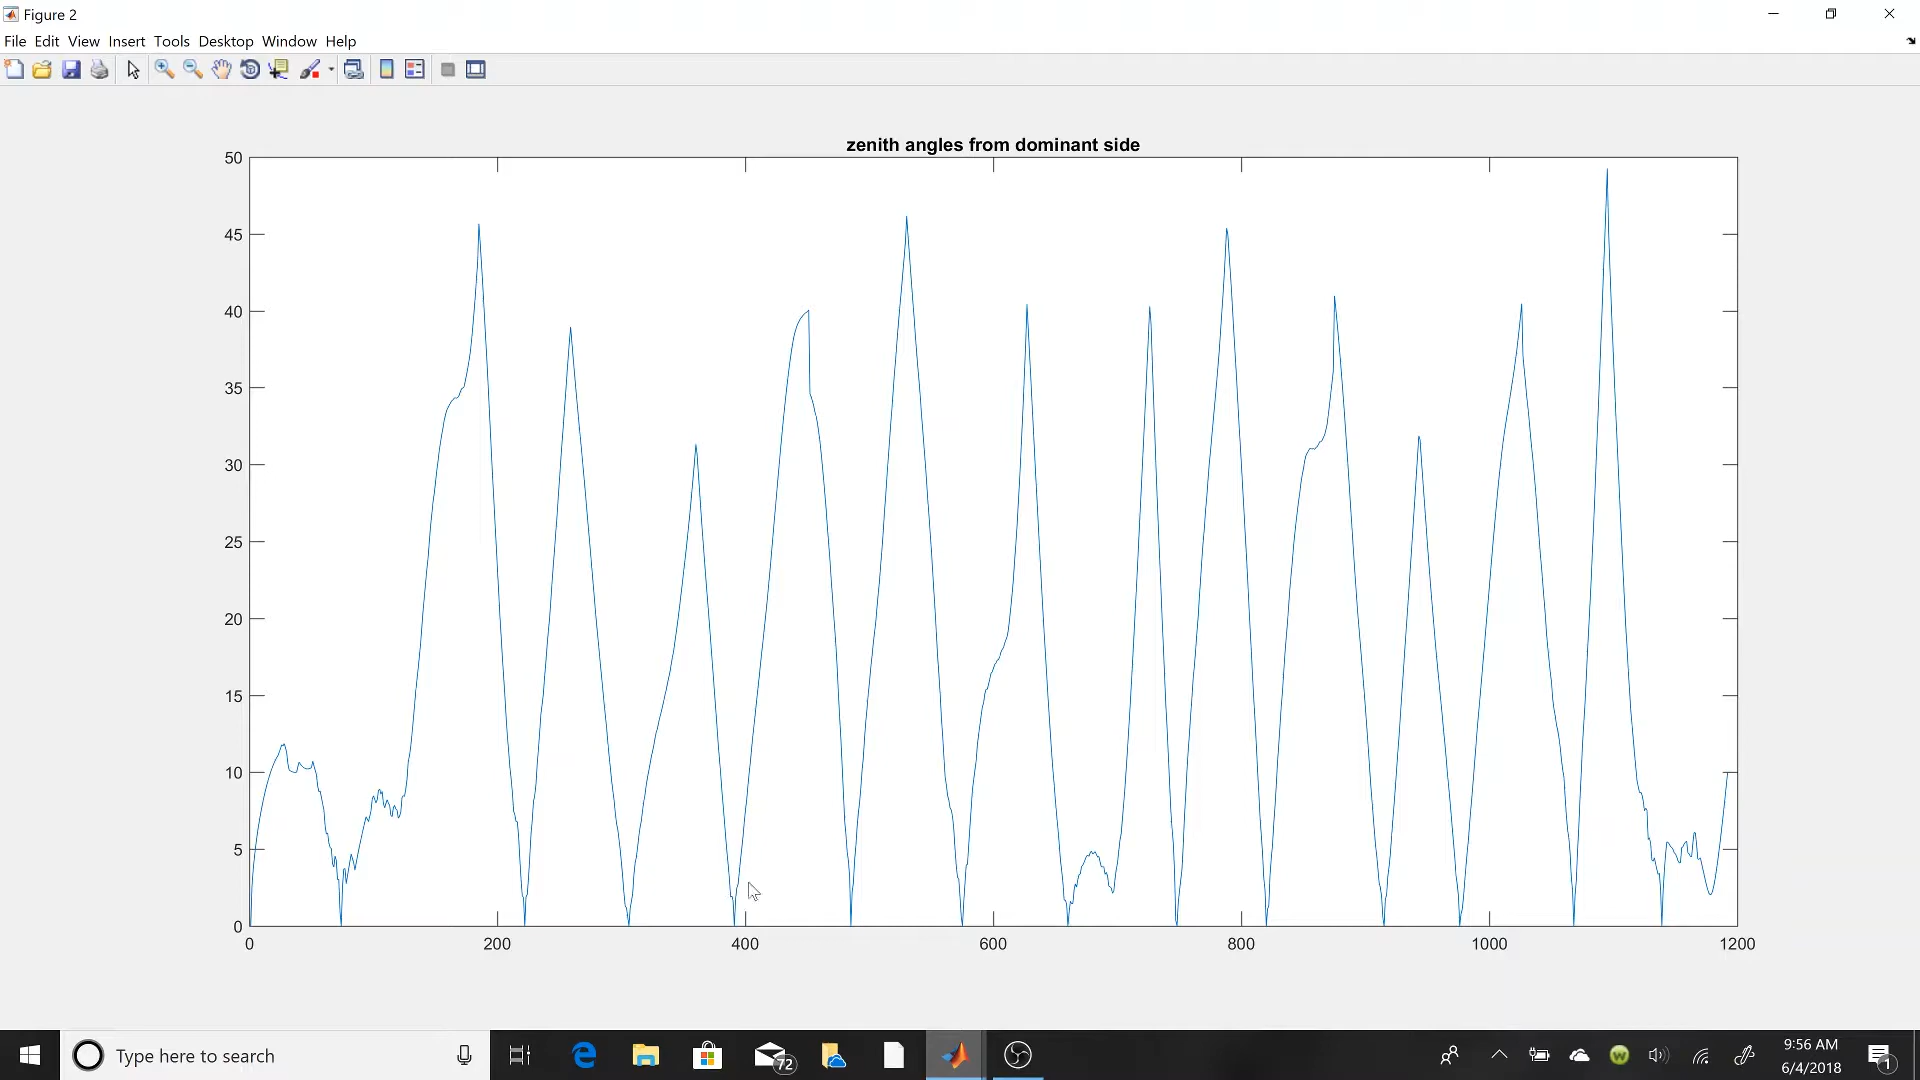 Figure 2
File Edit View Insert Tools Desktop Window Help
zenith angles from dominant side
50
45
40
35
30
25
20
15
10
5
0
0 200 400 600 800 1000 1200
Type here to search
72
W
9:56 AM
6/4/2018
1